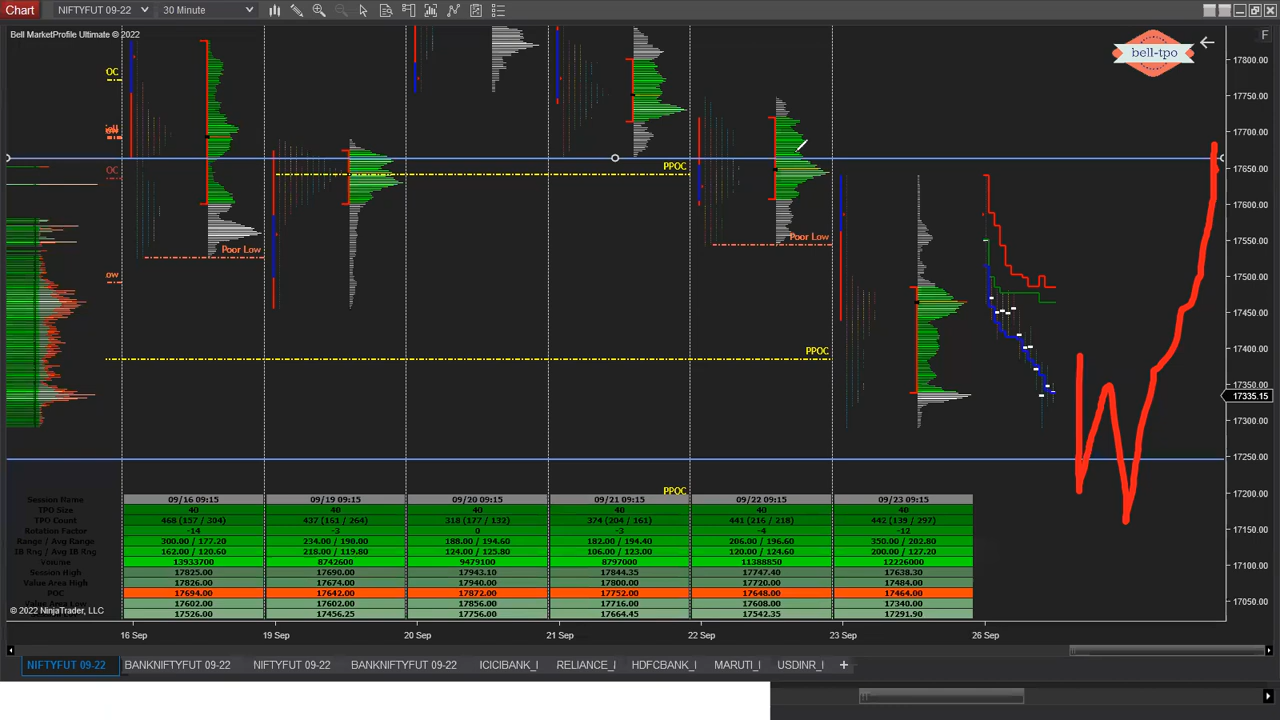 Chart NIFTYFUT 09-22 30 Minute
Bell MarketProfile Ultimate © 2022 F
bell-tpo
17800.00
OC
17750.00
17700.00
PPOC
17650.00
OC
17600.00
Poor Low
Poor Low
17550.00
17500.00
17450.00
PPOC
17400.00
17350.00
17335.15
17300.00
17250.00
PPOC
17200.00
Session Name 09/16 09:15 09/19 09:15 09/20 09:15 09/21 09:15 09/22 09:15 09/23 09:15
TPO Size 40 40 40 40 40 40
TPO Count 468 (157 / 304) 437 (161 / 264) 318 (177 / 132) 374 (204 / 161) 441 (216 / 218) 442 (139 / 297)
Rotation Factor -14 -3 0 -3 -4 -12
17150.00
Range / Avg Range 300.00 / 177.20 234.00 / 190.00 188.00 / 194.60 182.00 / 194.40 206.00 / 196.60 350.00 / 202.80
IB Rng / Avg IB Rng 162.00 / 120.60 218.00 / 119.80 124.00 / 125.80 106.00 / 123.00 120.00 / 124.60 200.00 / 127.20
Volume 13933700 8742600 9479100 8797000 11388850 12226000
17100.00
Session High 17825.00 17690.00 17943.10 17844.35 17747.40 17638.30
Value Area High 17826.00 17674.00 17940.00 17800.00 17720.00 17484.00
POC 17694.00 17642.00 17872.00 17752.00 17648.00 17464.00
17050.00
Value Area Low 17602.00 17602.00 17856.00 17716.00 17608.00 17340.00
© 2022 NinjaTrader, LLC 17526.00 17456.25 17756.00 17664.45 17542.35 17291.90
16 Sep 19 Sep 20 Sep 21 Sep 22 Sep 23 Sep 26 Sep
NIFTYFUT 09-22 BANKNIFTYFUT 09-22 NIFTYFUT 09-22 BANKNIFTYFUT 09-22 ICICIBANK_I RELIANCE_I HDFCBANK_I MARUTI_I USDINR_I +